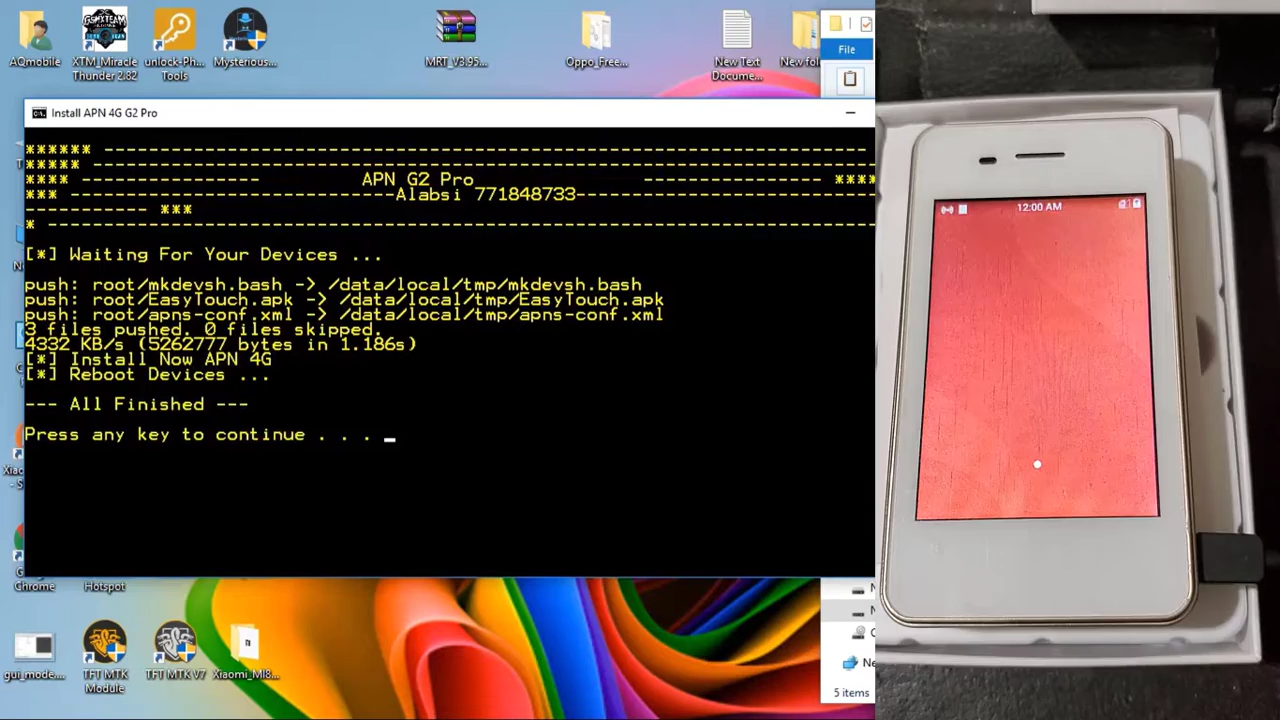 AQmobile
XTM_Miracle
Thunder 2.82
unlock-Ph...
Tools
Mysterious...
MRT_V3.95...
Oppo_Free...
New Text
Docume...
New fol
File
Install APN 4G G2 Pro
****** ---------------------------------------------------------------------
***** ----------------------------------------------------------------------
**** --------------- APN G2 Pro ---------------- ****
*** -----------------------------Alabsi 771848733---------------------------
----------- ***
* --------------------------------------------------------------------------
[*] Waiting For Your Devices ...
push: root/mkdevsh.bash -> /data/local/tmp/mkdevsh.bash
push: root/EasyTouch.apk -> /data/local/tmp/EasyTouch.apk
push: root/apns-conf.xml -> /data/local/tmp/apns-conf.xml
3 files pushed. 0 files skipped.
4332 KB/s (5262777 bytes in 1.186s)
[*] Install Now APN 4G
[*] Reboot Devices ...
--- All Finished ---
Press any key to continue . . . _
12:00 AM
Chrome
Hotspot
gui_mode....
TFT MTK
Module
TFT MTK V7
Xiaomi_MI8...
Ne
5 items